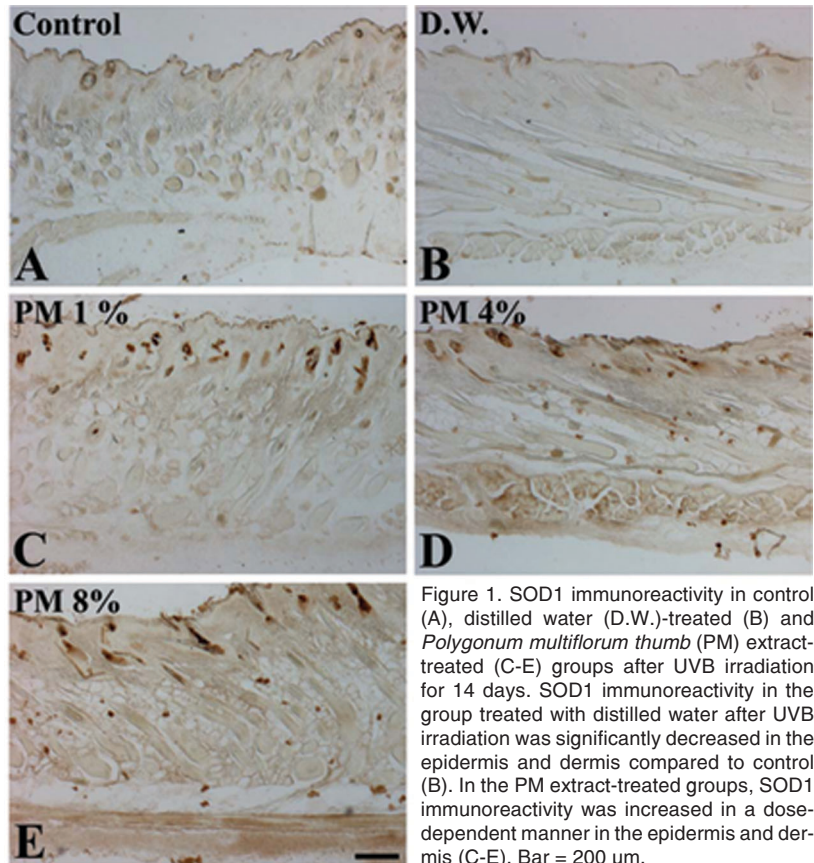 Control
D.W.
A
B
PM 1 %
PM 4%
C
D
PM 8%
E
Figure 1. SOD1 immunoreactivity in control
(A), distilled water (D.W.)-treated (B) and
Polygonum multiflorum thumb (PM) extract-
treated (C-E) groups after UVB irradiation
for 14 days. SOD1 immunoreactivity in the
group treated with distilled water after UVB
irradiation was significantly decreased in the
epidermis and dermis compared to control
(B). In the PM extract-treated groups, SOD1
immunoreactivity was increased in a dose-
dependent manner in the epidermis and der-
mis (C-E). Bar = 200 um.